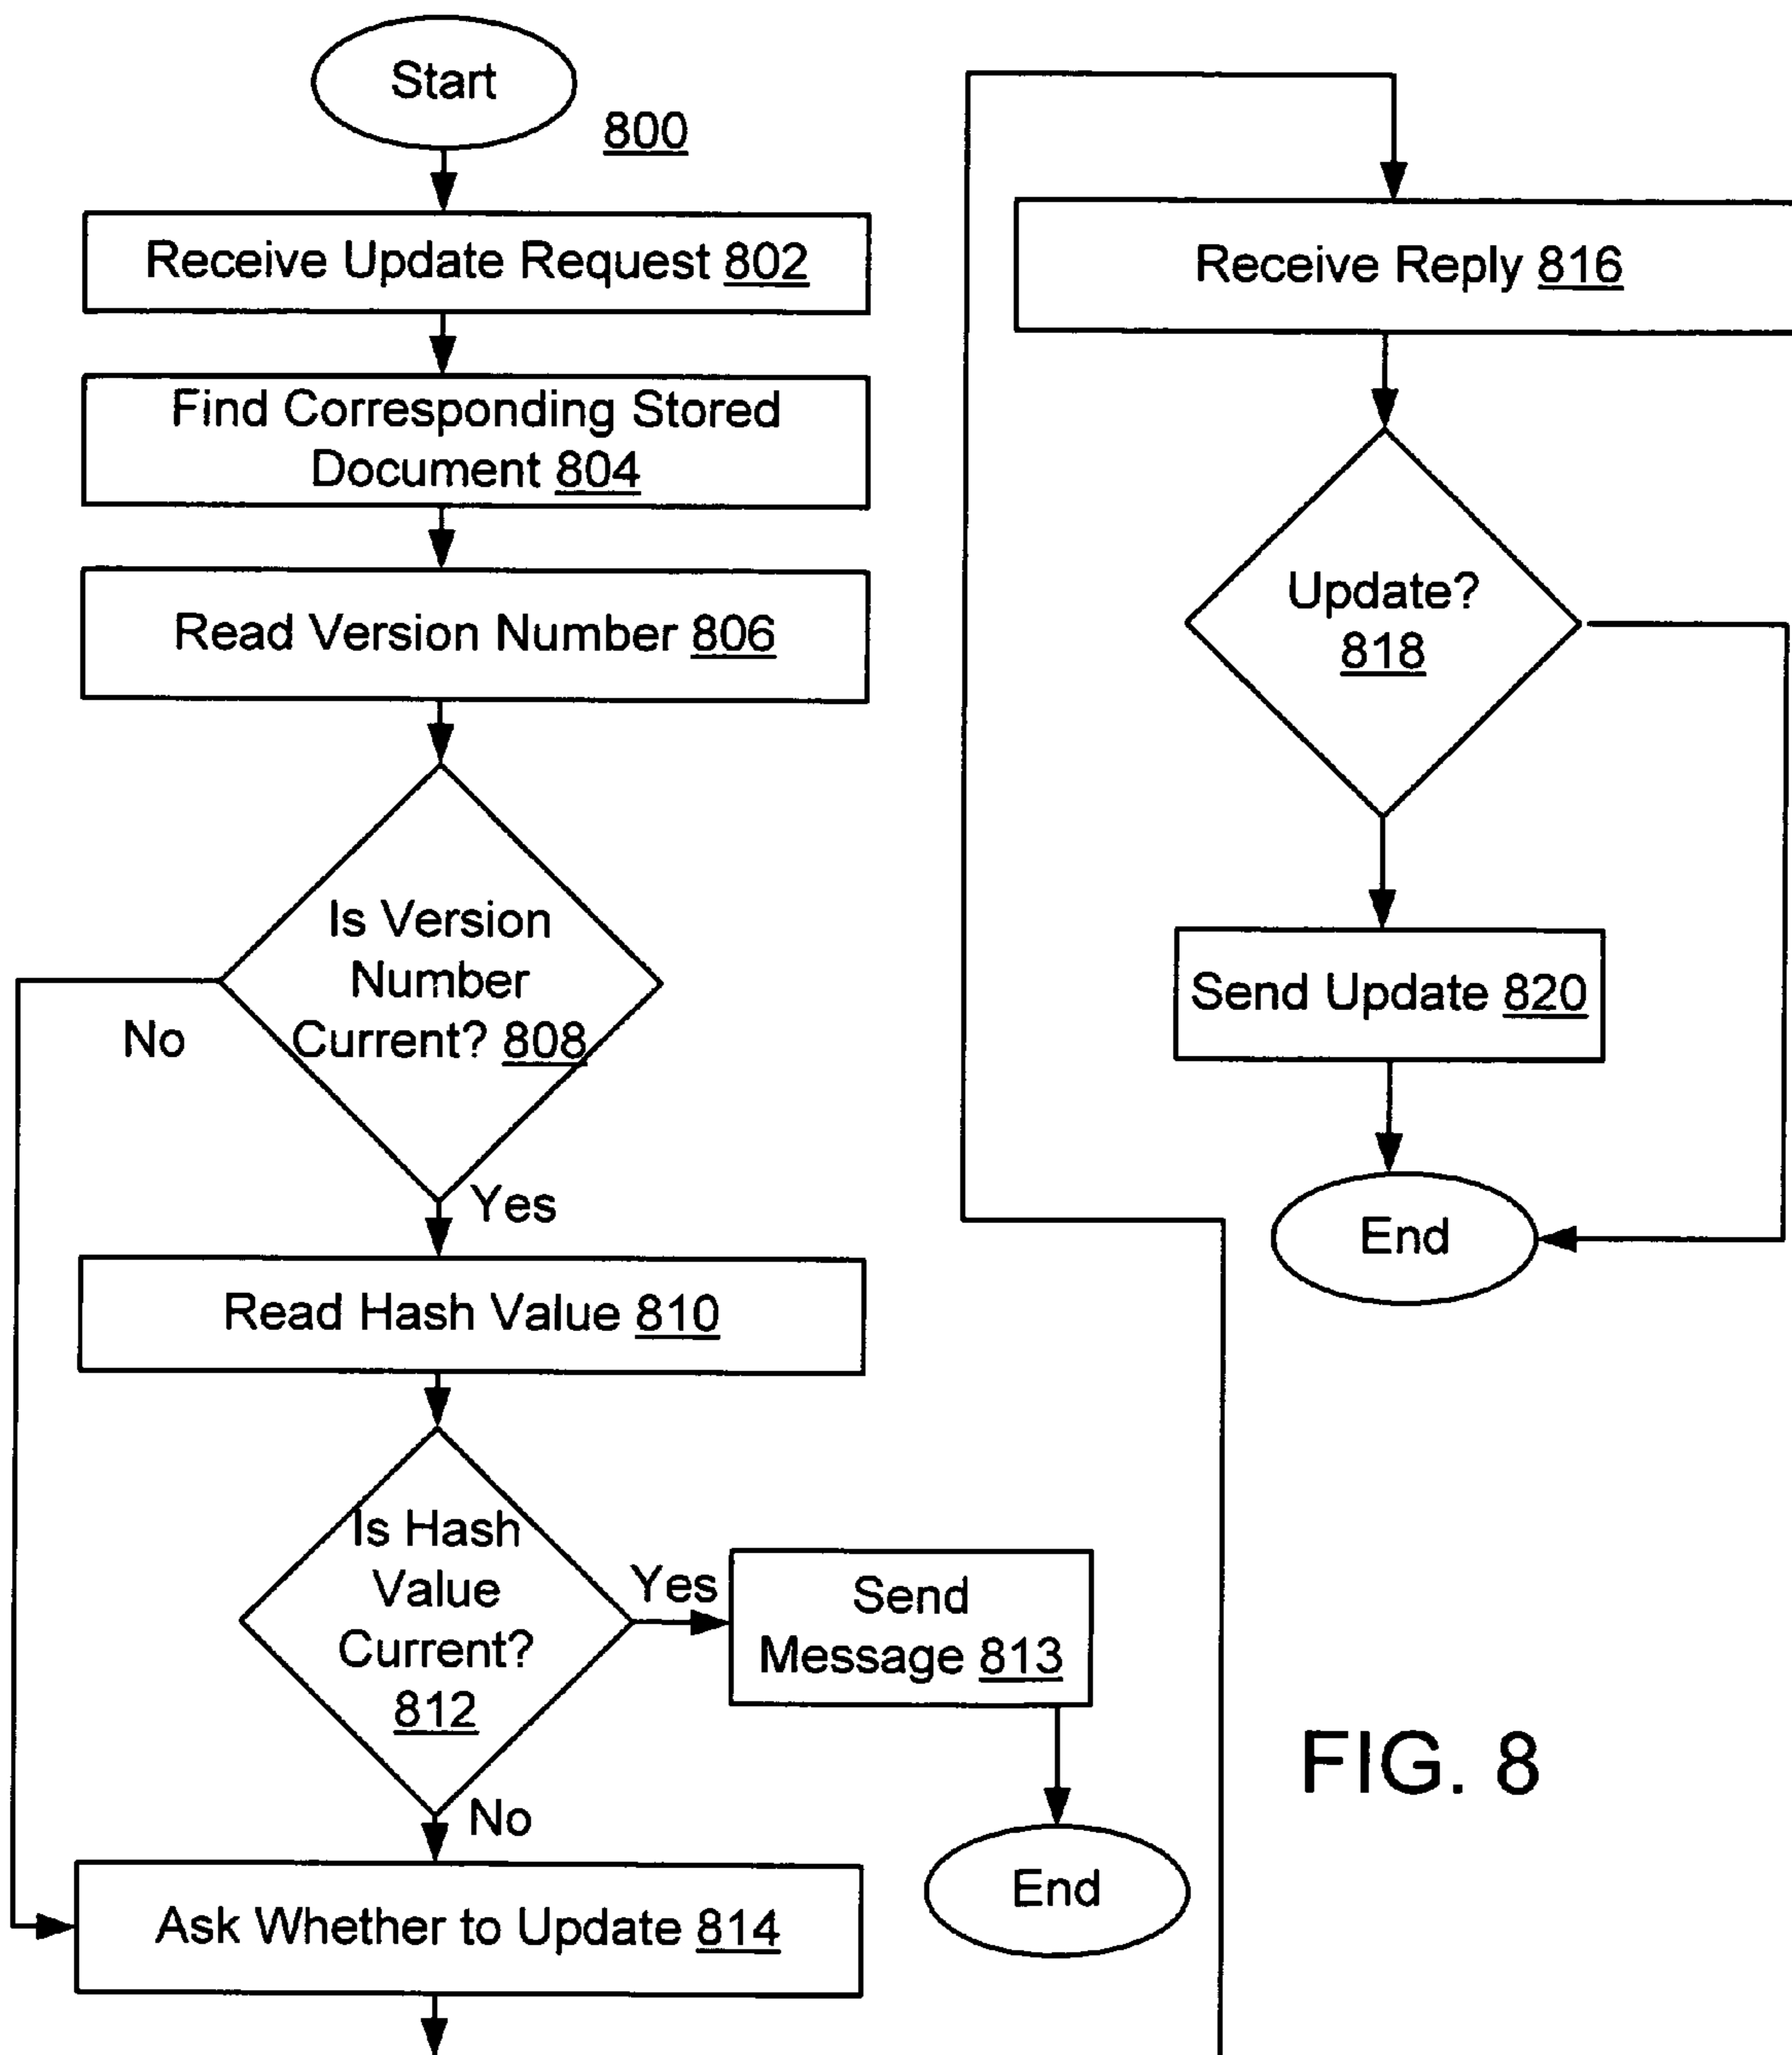 Start
800
Receive Update Request 802
Find Corresponding Stored
Document 804
Read Version Number 806
Is Version
Number
Current? 808
No
Yes
Read Hash Value 810
Is Hash
Value
Current?
812
Yes
Send
Message 813
End
No
Ask Whether to Update 814
Receive Reply 816
Update?
818
Send Update 820
End
FIG. 8